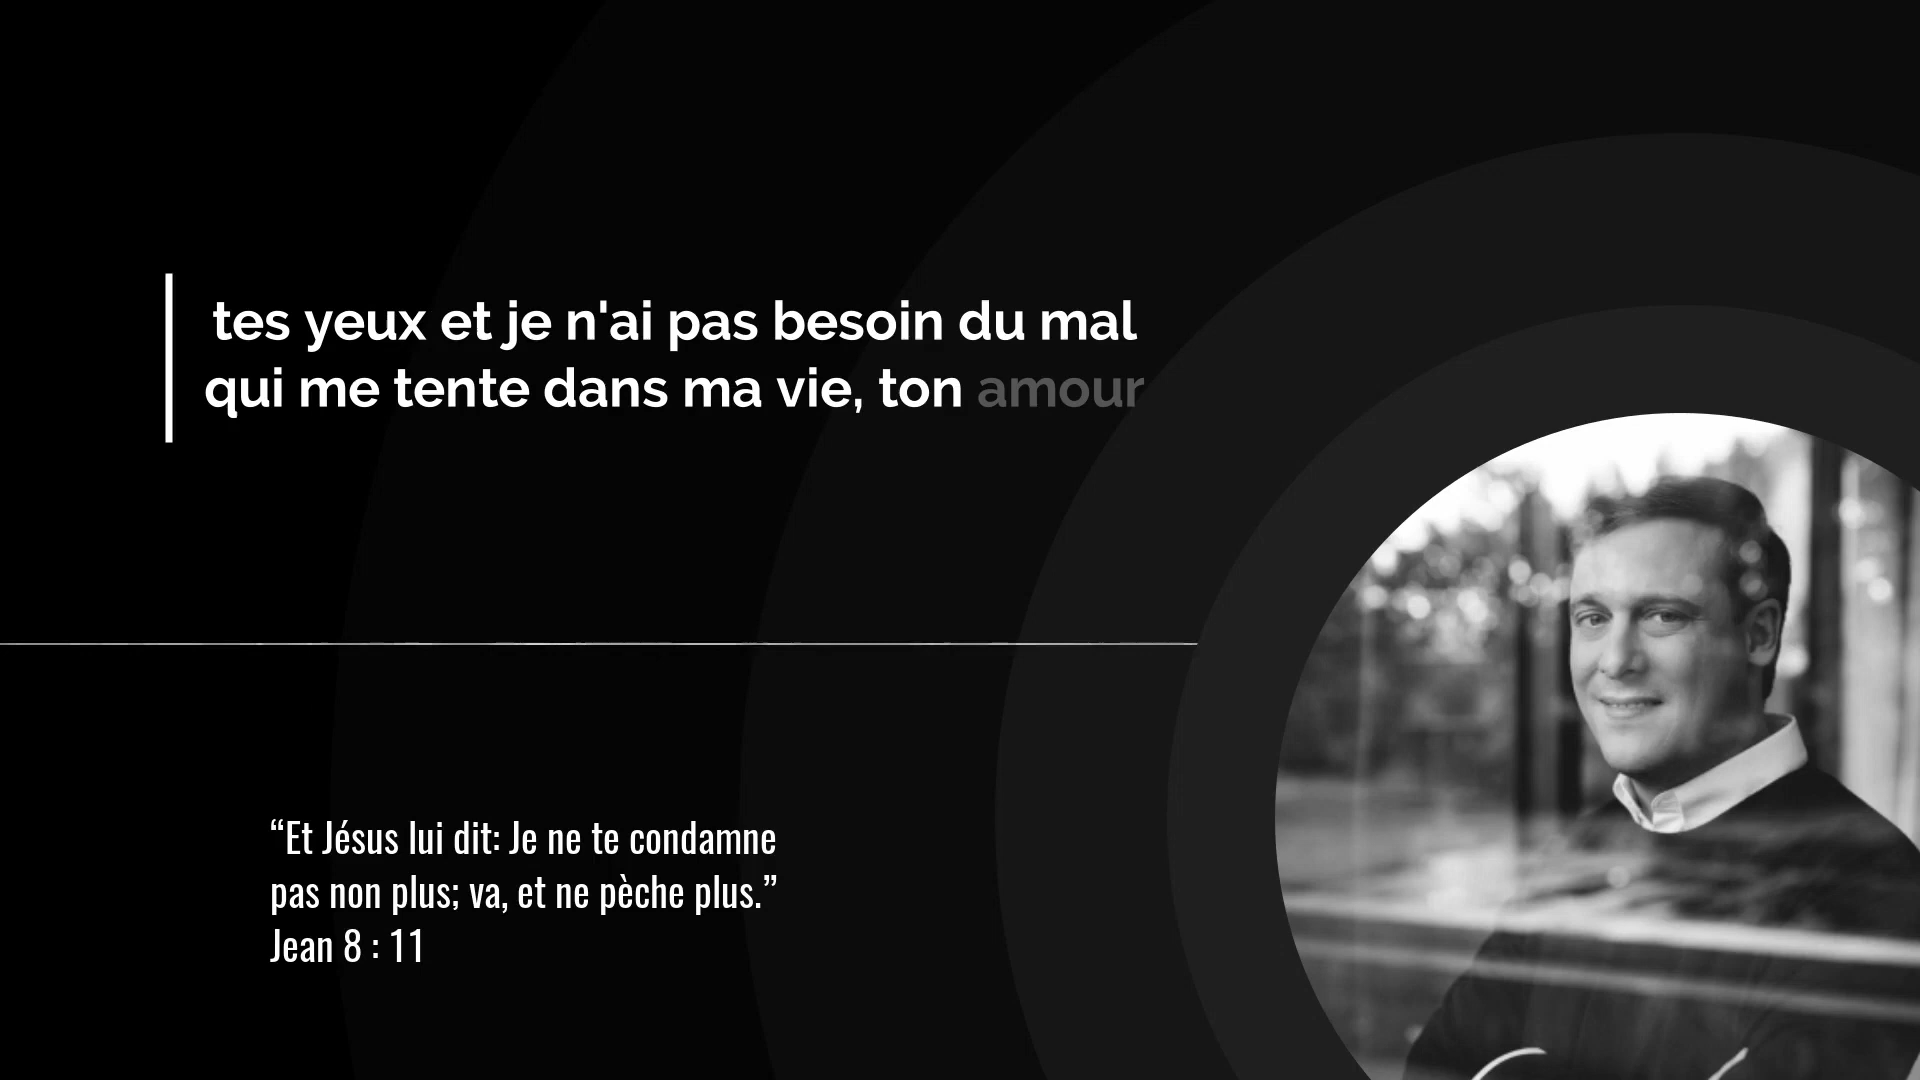 tes yeux et je n'ai pas besoin du mal
qui me tente dans ma vie, ton amour
“Et Jésus lui dit: Je ne te condamne
pas non plus; va, et ne pèche plus.”
Jean 8 : 11